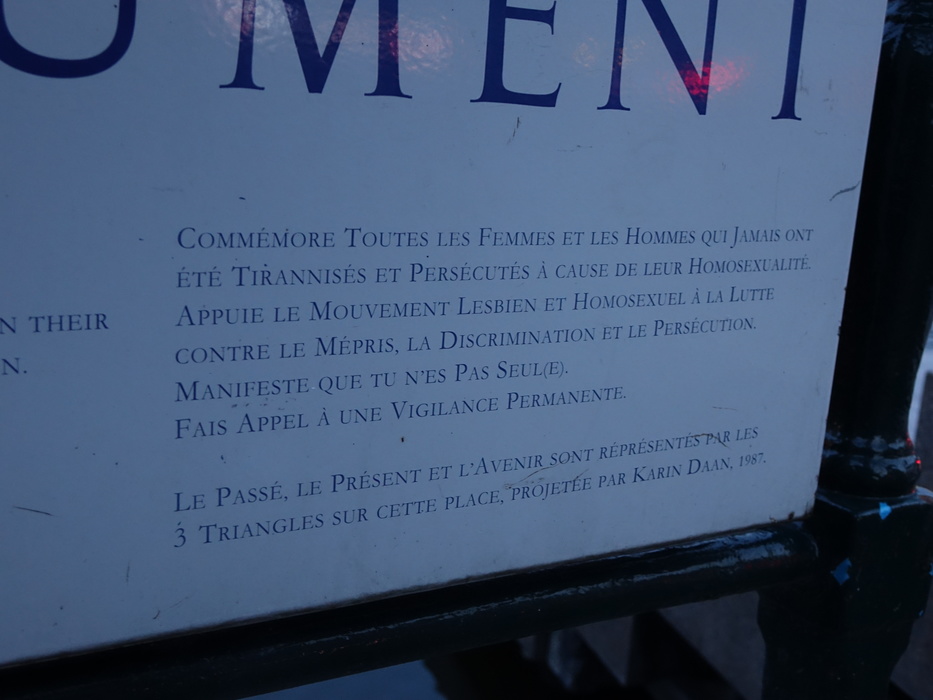 UMENT
COMMÉMORE TOUTES LES FEMMES ET LES HOMMES QUI JAMAIS ONT
ÉTÉ TIRANNISÉS ET PERSÉCUTÉS À CAUSE DE LEUR HOMOSEXUALITÉ.
APPUIE LE MOUVEMENT LESBIEN ET HOMOSEXUEL À LA LUTTE
CONTRE LE MÉPRIS, LA DISCRIMINATION ET LE PERSÉCUTION.
MANIFESTE QUE TU N'ES PAS SEUL(E).
FAIS APPEL À UNE VIGILANCE PERMANENTE.
N THEIR
N.
LE PASSÉ, LE PRÉSENT ET L'AVENIR SONT RÉPRÉSENTÉS PAR LES
3 TRIANGLES SUR CETTE PLACE, PROJETÉE PAR KARIN DAAN, 1987.